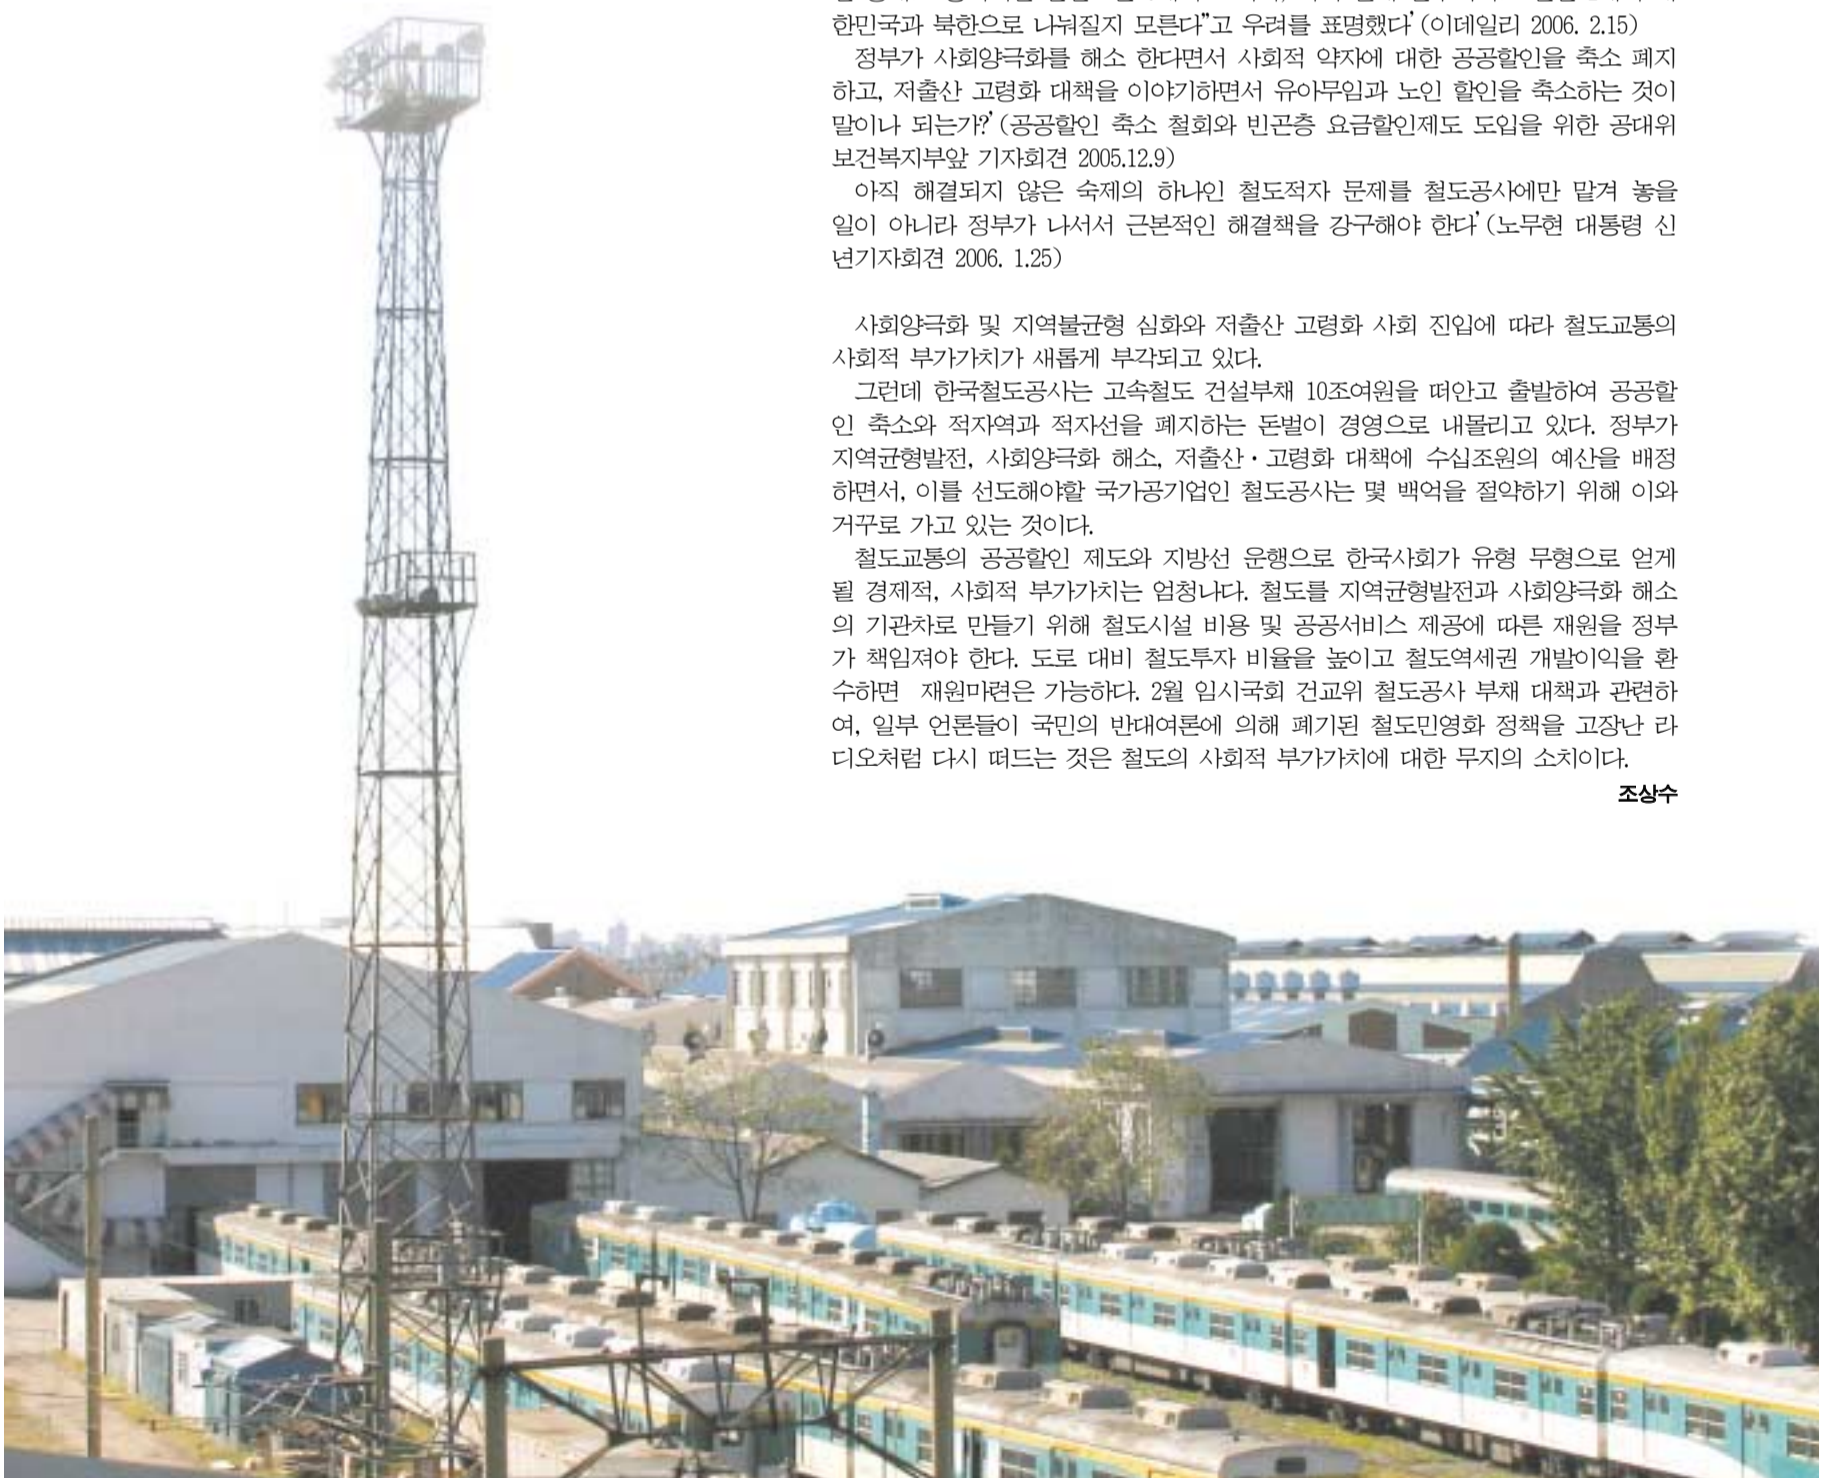 한민국과 북한으로 나눠질지 모른다"고 우려를 표명했다' (이데일리 2006. 2.15)
정부가 사회양극화를 해소 한다면서 사회적 약자에 대한 공공할인을 축소 폐지
하고, 저출산 고령화 대책을 이야기하면서 유아무임과 노인 할인을 축소하는 것이
말이나 되는가?' (공공할인 축소 철회와 빈곤층 요금할인제도 도입을 위한 공대위
보건복지부앞 기자회견 2005.12.9)
아직 해결되지 않은 숙제의 하나인 철도적자 문제를 철도공사에만 맡겨 놓을
일이 아니라 정부가 나서서 근본적인 해결책을 강구해야 한다' (노무현 대통령 신
년기자회견 2006. 1.25)
사회양극화 및 지역불균형 심화와 저출산 고령화 사회 진입에 따라 철도교통의
사회적 부가가치가 새롭게 부각되고 있다.
그런데 한국철도공사는 고속철도 건설부채 10조여원을 떠안고 출발하여 공공할
인 축소와 적자역과 적자선을 폐지하는 돈벌이 경영으로 내몰리고 있다. 정부가
지역균형발전, 사회양극화 해소, 저출산·고령화 대책에 수십조원의 예산을 배정
하면서, 이를 선도해야할 국가공기업인 철도공사는 몇 백억을 절약하기 위해 이와
거꾸로 가고 있는 것이다.
철도교통의 공공할인 제도와 지방선 운행으로 한국사회가 유형 무형으로 얻게
될 경제적, 사회적 부가가치는 엄청나다. 철도를 지역균형발전과 사회양극화 해소
의 기관차로 만들기 위해 철도시설 비용 및 공공서비스 제공에 따른 재원을 정부
가 책임져야 한다. 도로 대비 철도투자 비율을 높이고 철도역세권 개발이익을 환
수하면 재원마련은 가능하다. 2월 임시국회 건교위 철도공사 부채 대책과 관련하
여, 일부 언론들이 국민의 반대여론에 의해 폐기된 철도민영화 정책을 고장난 라
디오처럼 다시 떠드는 것은 철도의 사회적 부가가치에 대한 무지의 소치이다.
조상수